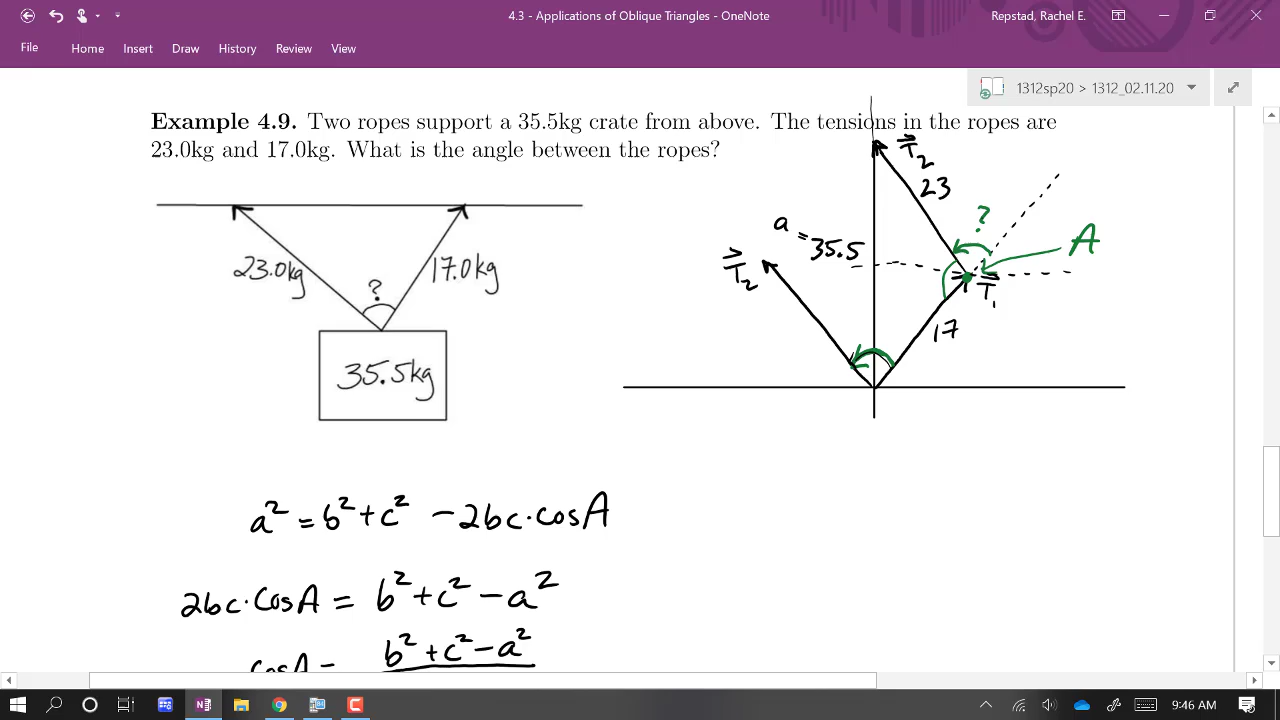 4.3 - Applications of Oblique Triangles - OneNote
Repstad, Rachel E.
File Home Insert Draw History Review View
1312sp20 > 1312_02.11.20
Example 4.9. Two ropes support a 35.5kg crate from above. The tensions in the ropes are
23.0kg and 17.0kg. What is the angle between the ropes?
23.0kg
17.0kg
?
35.5kg
T₂
23
?
A
a = 35.5
T₂
T₁
17
a² = b² + c² - 2bc·cosA
2bc·cosA = b² + c² - a²
cosA = b² + c² - a²
9:46 AM